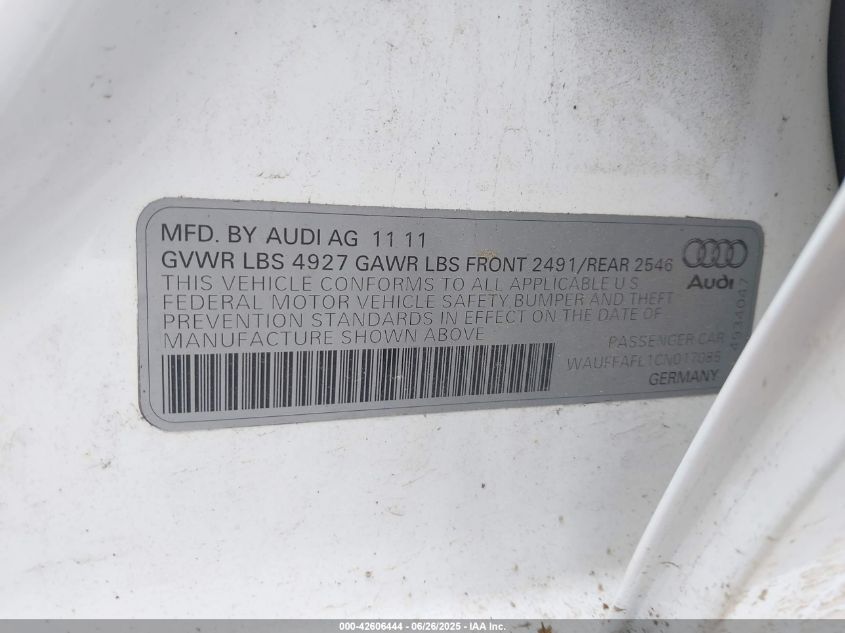 MFD. BY AUDI AG 11 11
GVWR LBS 4927 GAWR LBS FRONT 2491/REAR 2546
THIS VEHICLE CONFORMS TO ALL APPLICABLE U S
FEDERAL MOTOR VEHICLE SAFETY BUMPER AND THEFT
PREVENTION STANDARDS IN EFFECT ON THE DATE OF
MANUFACTURE SHOWN ABOVE
Audi
4934047
PASSENGER CAR
WAUFFAFL1CN017085
GERMANY
000-42606444 - 06/26/2025 - IAA Inc.